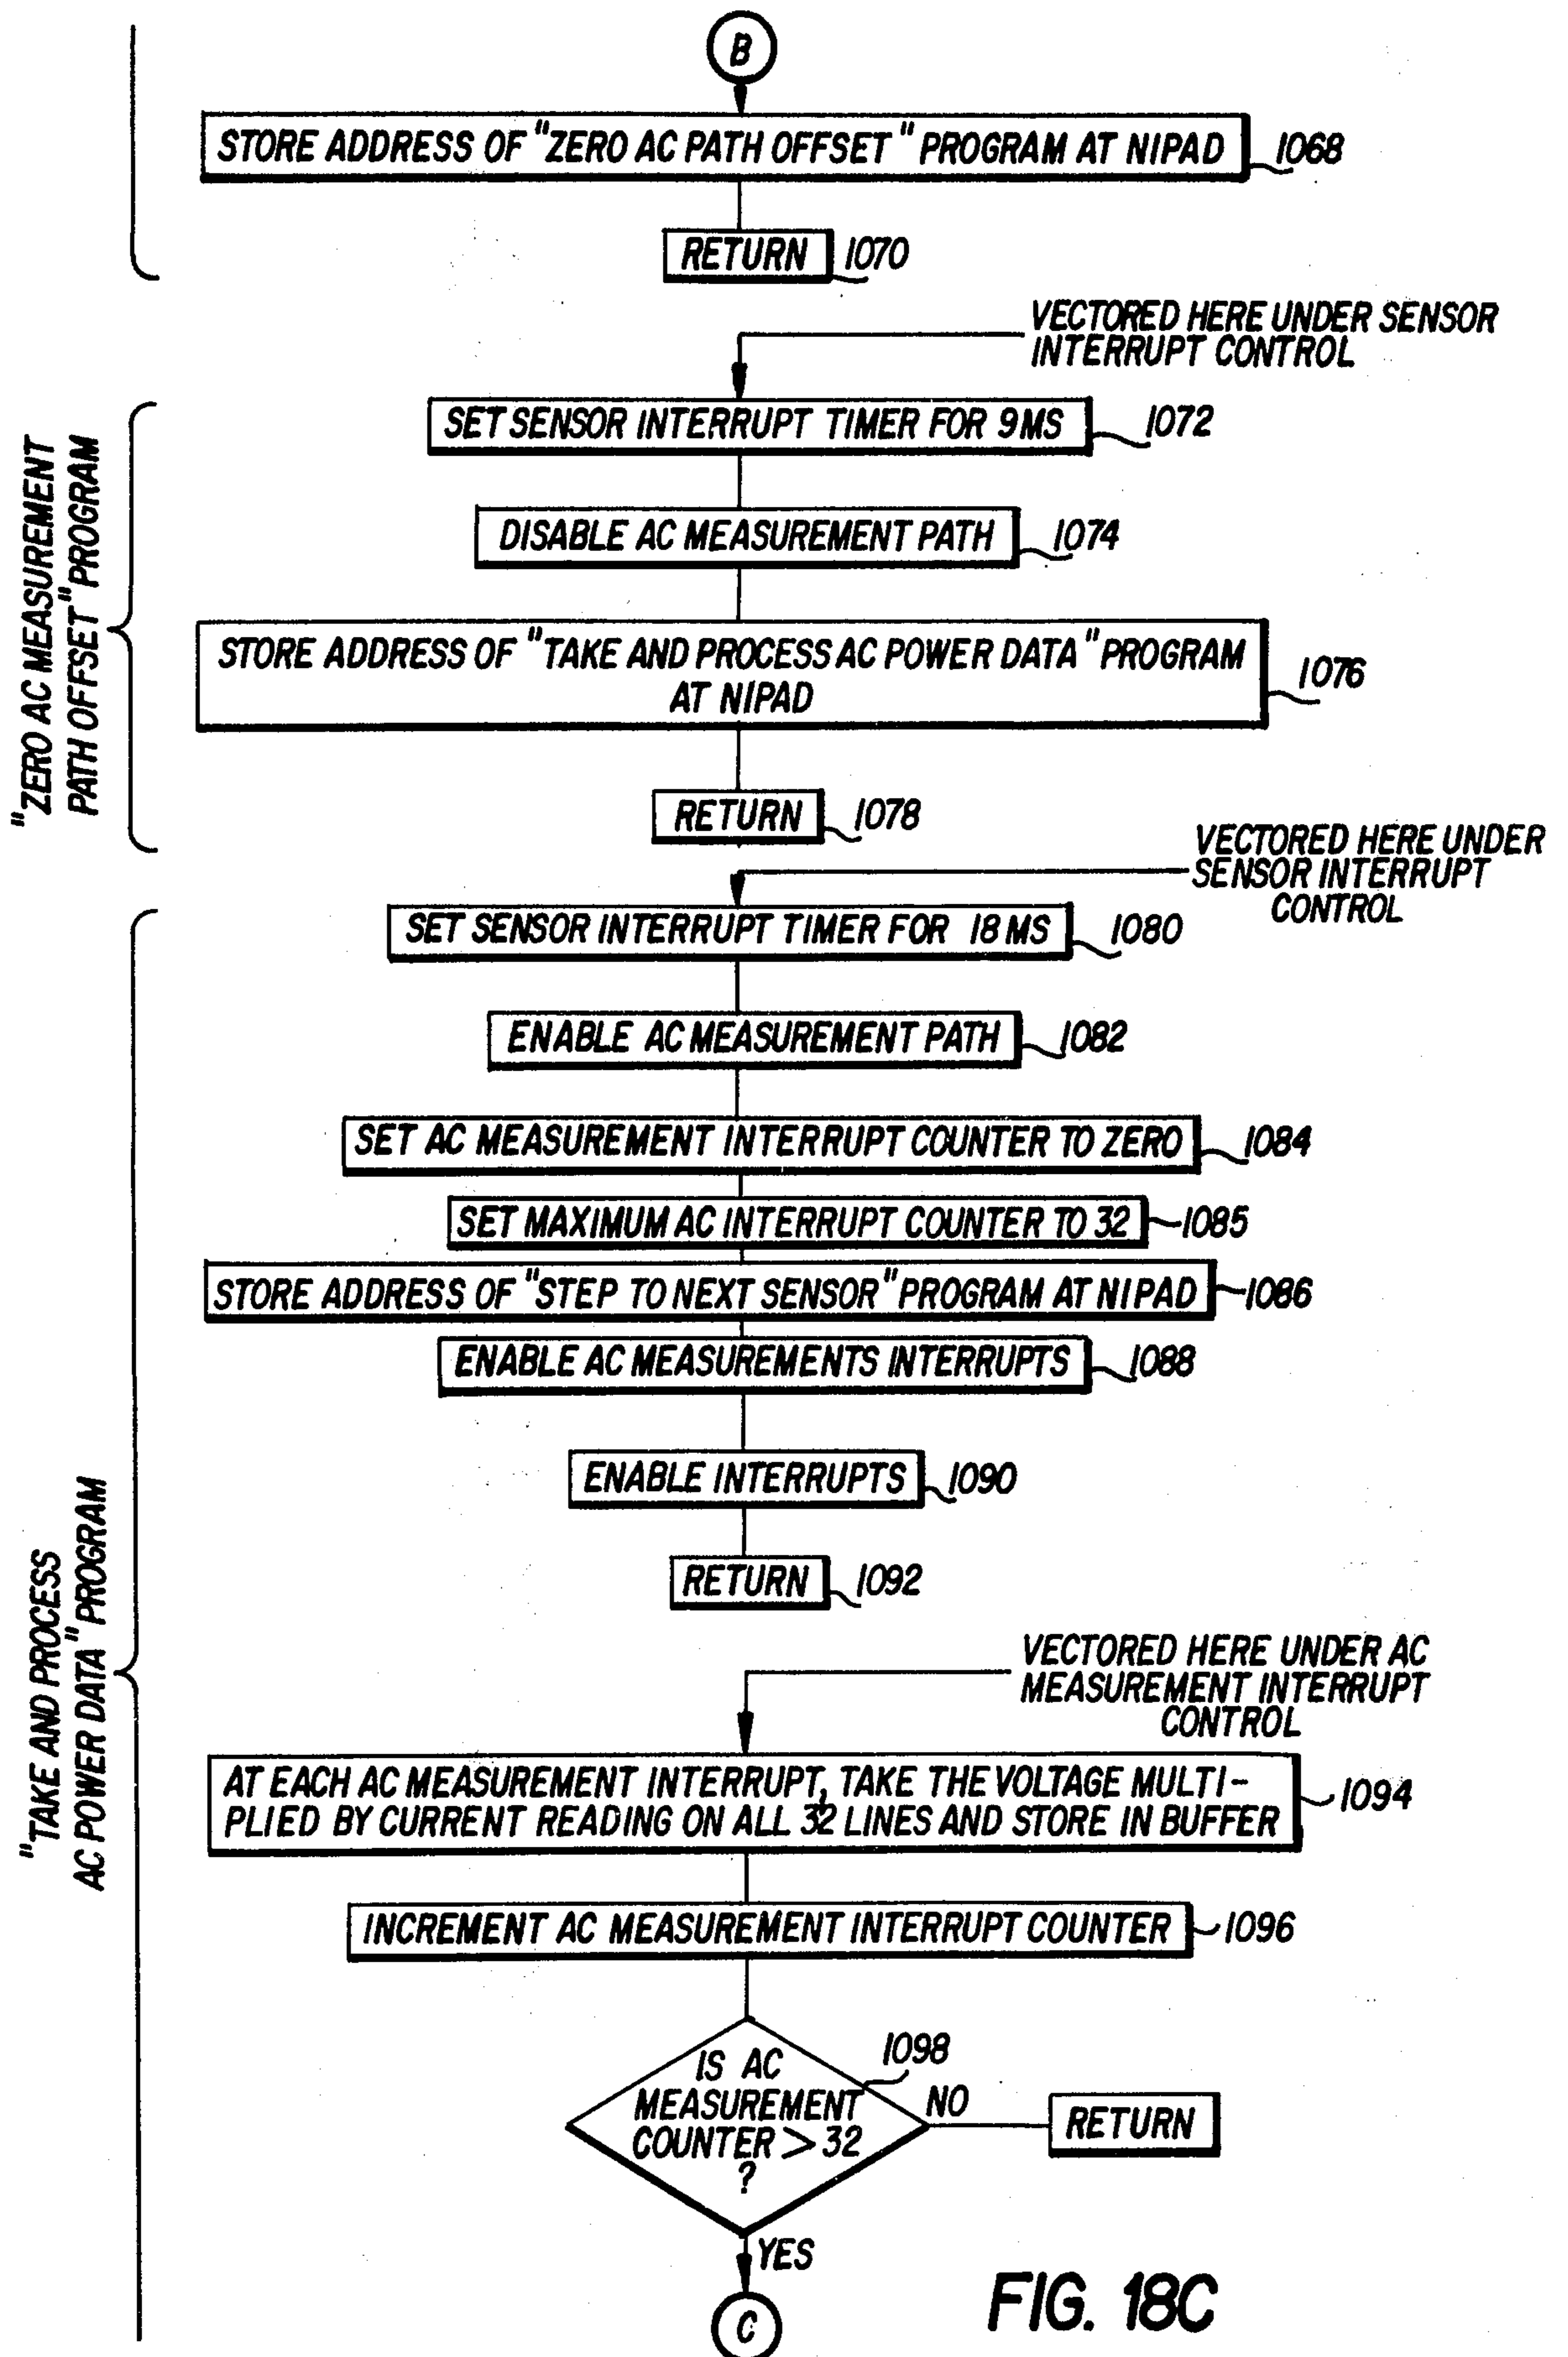 B
STORE ADDRESS OF "ZERO AC PATH OFFSET" PROGRAM AT NIPAD
1068
RETURN
1070
VECTORED HERE UNDER SENSOR
INTERRUPT CONTROL
"ZERO AC MEASUREMENT
PATH OFFSET" PROGRAM
SET SENSOR INTERRUPT TIMER FOR 9MS
1072
DISABLE AC MEASUREMENT PATH
1074
STORE ADDRESS OF "TAKE AND PROCESS AC POWER DATA" PROGRAM
AT NIPAD
1076
RETURN
1078
VECTORED HERE UNDER
SENSOR INTERRUPT
CONTROL
"TAKE AND PROCESS
AC POWER DATA" PROGRAM
SET SENSOR INTERRUPT TIMER FOR 18 MS
1080
ENABLE AC MEASUREMENT PATH
1082
SET AC MEASUREMENT INTERRUPT COUNTER TO ZERO
1084
SET MAXIMUM AC INTERRUPT COUNTER TO 32
1085
STORE ADDRESS OF "STEP TO NEXT SENSOR" PROGRAM AT NIPAD
1086
ENABLE AC MEASUREMENTS INTERRUPTS
1088
ENABLE INTERRUPTS
1090
RETURN
1092
VECTORED HERE UNDER AC
MEASUREMENT INTERRUPT
CONTROL
AT EACH AC MEASUREMENT INTERRUPT, TAKE THE VOLTAGE MULTI-
PLIED BY CURRENT READING ON ALL 32 LINES AND STORE IN BUFFER
1094
INCREMENT AC MEASUREMENT INTERRUPT COUNTER
1096
IS AC
MEASUREMENT
COUNTER > 32
?
1098
NO
RETURN
YES
C
FIG. 18C